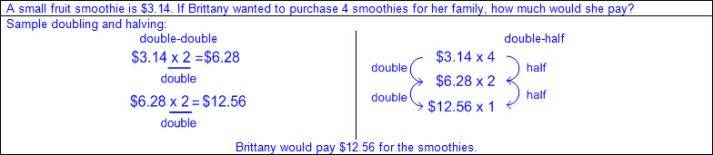 A small fruit smoothie is $3.14. If Brittany wanted to purchase 4 smoothies for her family, how much would she pay?
Sample doubling and halving:
double-double
$3.14 x 2 =$6.28
double
$6.28 x 2 = $12.56
double
double-half
$3.14 x 4
double half
$6.28 x 2
double half
$12.56 x 1
Brittany would pay $12.56 for the smoothies.